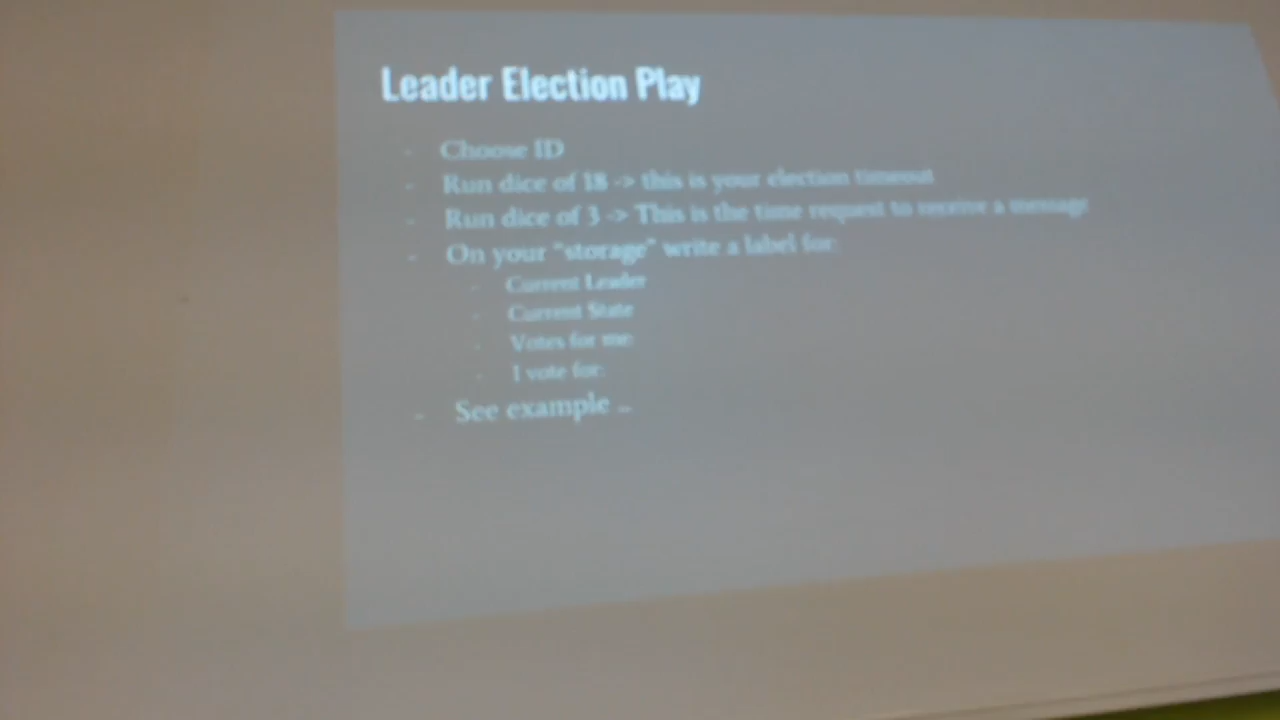 Leader Election Play
- Choose ID
- Run dice of 18 -> this is your election timeout
- Run dice of 3 -> This is the time request to receive a message
- On your "storage" write a label for:
- Current Leader
- Current State
- Votes for me
- I vote for:
- See example ...